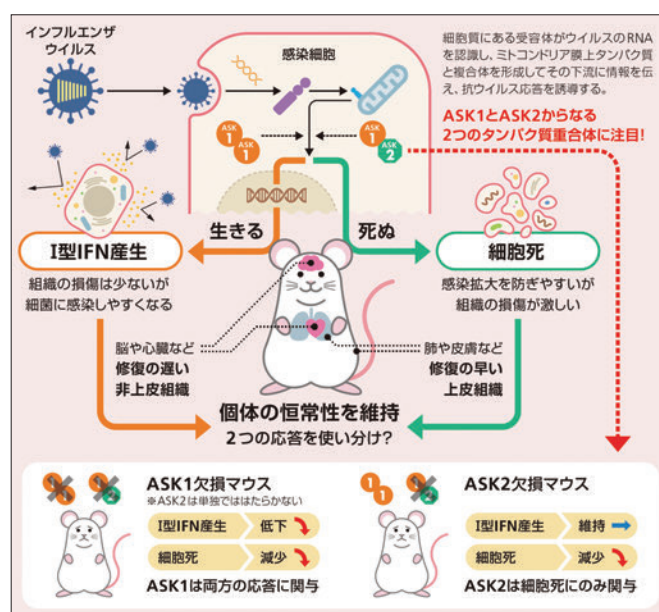 インフルエンザ
ウイルス
感染細胞
細胞質にある受容体がウイルスのRNA
を認識し、ミトコンドリア膜上タンパク質
と複合体を形成してその下流に情報を伝
え、抗ウイルス応答を誘導する。
ASK1とASK2からなる
2つのタンパク質重合体に注目!
ASK
1
ASK
1
ASK
1
ASK
2
生きる
死ぬ
I型IFN産生
組織の損傷は少ないが
細菌に感染しやすくなる
細胞死
感染拡大を防ぎやすいが
組織の損傷が激しい
脳や心臓など
修復の遅い
非上皮組織
肺や皮膚など
修復の早い
上皮組織
個体の恒常性を維持
2つの応答を使い分け?
1
1
1
2
ASK1欠損マウス
※ASK2は単独でははたらかない
I型IFN産生 低下
細胞死 減少
ASK1は両方の応答に関与
1
1
1
2
ASK2欠損マウス
I型IFN産生 維持
細胞死 減少
ASK2は細胞死にのみ関与